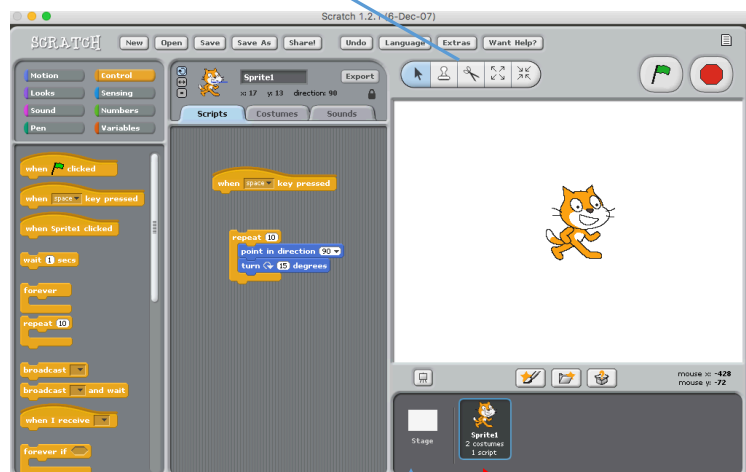 Scratch 1.2.1 (6-Dec-07)
SCRATCH
New Open Save Save As Share! Undo Language Extras Want Help?
Motion Control
Looks Sensing
Sound Numbers
Pen Variables
Sprite1 Export
x: 17 y: 13 direction: 90
Scripts Costumes Sounds
when clicked
when space key pressed
when Sprite1 clicked
wait 1 secs
forever
repeat 10
broadcast
broadcast and wait
when I receive
forever if
when space key pressed
repeat 10
point in direction 90
turn 15 degrees
mouse x: -428
mouse y: -72
Stage
Sprite1
2 costumes
1 script